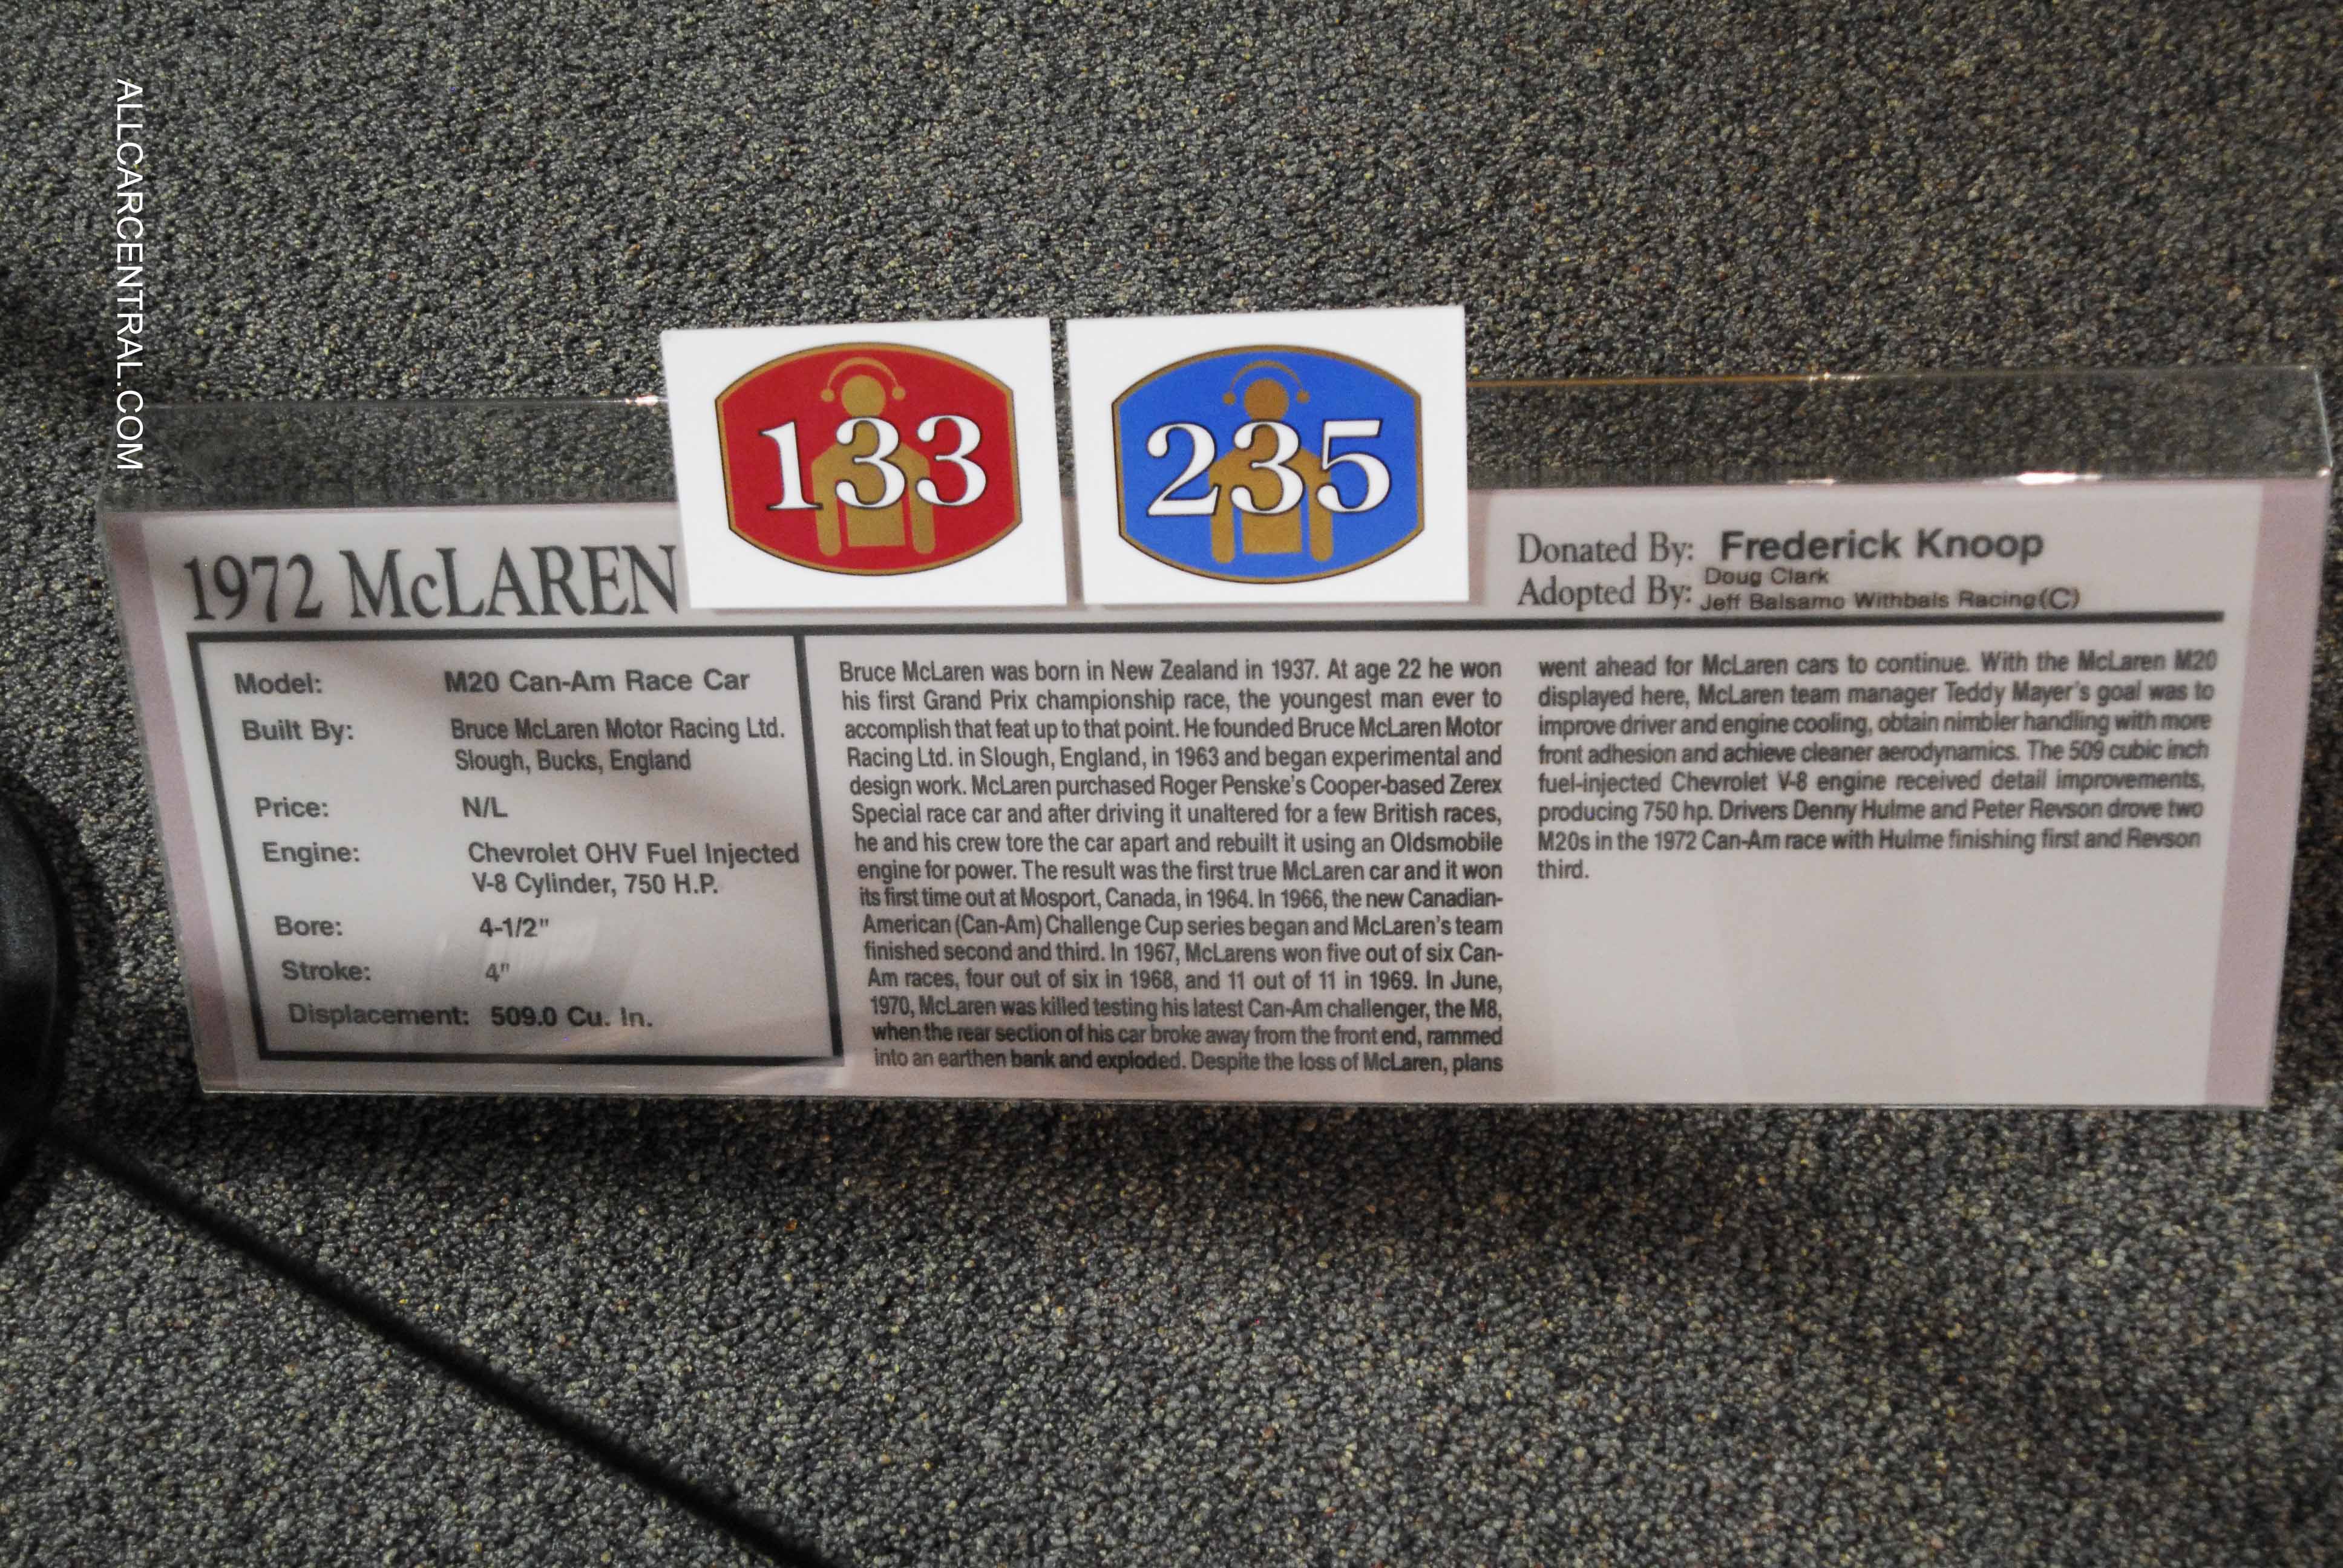 ALLCARCENTRAL.COM
133
235
1972 McLAREN
Donated By: Frederick Knoop
Adopted By: Doug Clark
Jeff Balsamo Withbals Racing(C)
Model: M20 Can-Am Race Car
Built By: Bruce McLaren Motor Racing Ltd.
Slough, Bucks, England
Price: N/L
Engine: Chevrolet OHV Fuel Injected
V-8 Cylinder, 750 H.P.
Bore: 4-1/2"
Stroke: 4"
Displacement: 509.0 Cu. In.
Bruce McLaren was born in New Zealand in 1937. At age 22 he won
his first Grand Prix championship race, the youngest man ever to
accomplish that feat up to that point. He founded Bruce McLaren Motor
Racing Ltd. in Slough, England, in 1963 and began experimental and
design work. McLaren purchased Roger Penske's Cooper-based Zerex
Special race car and after driving it unaltered for a few British races,
he and his crew tore the car apart and rebuilt it using an Oldsmobile
engine for power. The result was the first true McLaren car and it won
its first time out at Mosport, Canada, in 1964. In 1966, the new Canadian-
American (Can-Am) Challenge Cup series began and McLaren's team
finished second and third. In 1967, McLarens won five out of six Can-
Am races, four out of six in 1968, and 11 out of 11 in 1969. In June,
1970, McLaren was killed testing his latest Can-Am challenger, the M8,
when the rear section of his car broke away from the front end, rammed
into an earthen bank and exploded. Despite the loss of McLaren, plans
went ahead for McLaren cars to continue. With the McLaren M20
displayed here, McLaren team manager Teddy Mayer's goal was to
improve driver and engine cooling, obtain nimbler handling with more
front adhesion and achieve cleaner aerodynamics. The 509 cubic inch
fuel-injected Chevrolet V-8 engine received detail improvements,
producing 750 hp. Drivers Denny Hulme and Peter Revson drove two
M20s in the 1972 Can-Am race with Hulme finishing first and Revson
third.